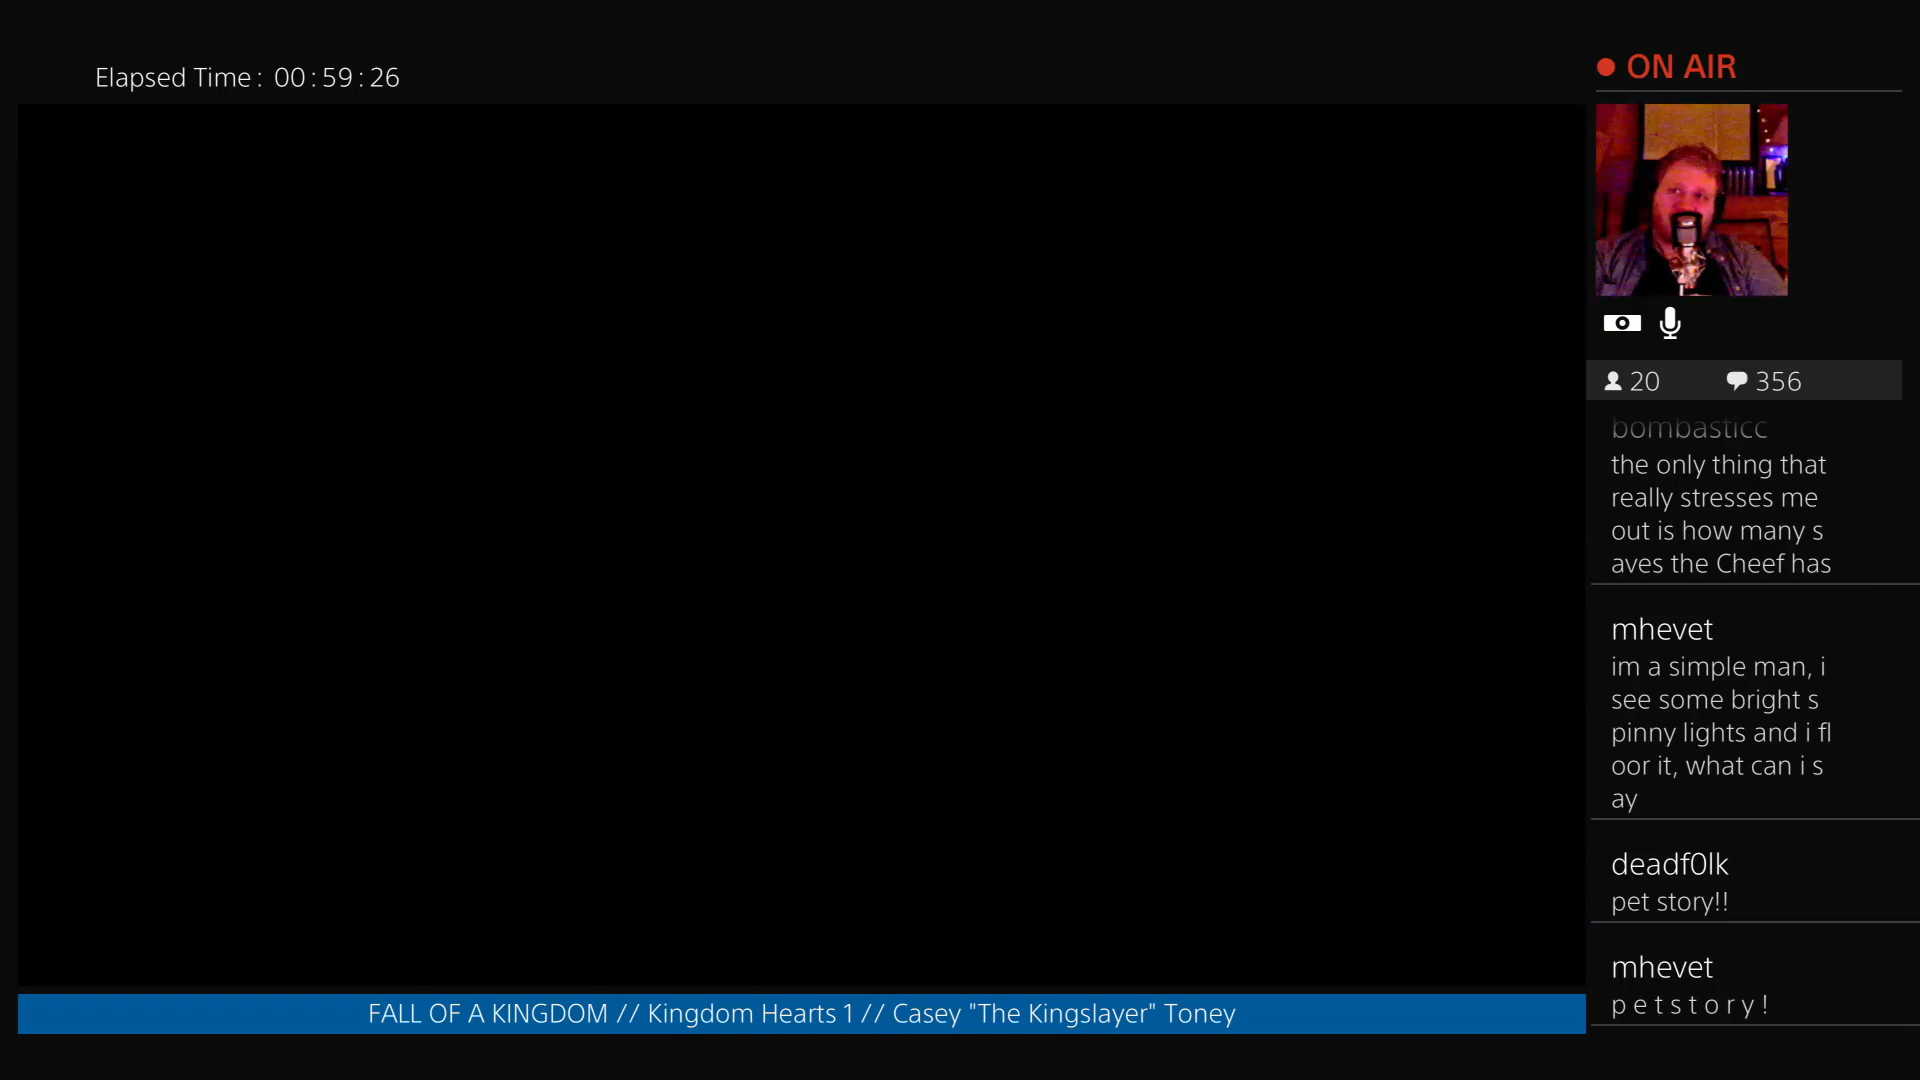 Elapsed Time: 00:59:26
ON AIR
20 356
bombasticc
the only thing that
really stresses me
out is how many s
aves the Cheef has
mhevet
im a simple man, i
see some bright s
pinny lights and i fl
oor it, what can i s
ay
deadf0lk
pet story!!
mhevet
p e t s t o r y !
FALL OF A KINGDOM // Kingdom Hearts 1 // Casey "The Kingslayer" Toney